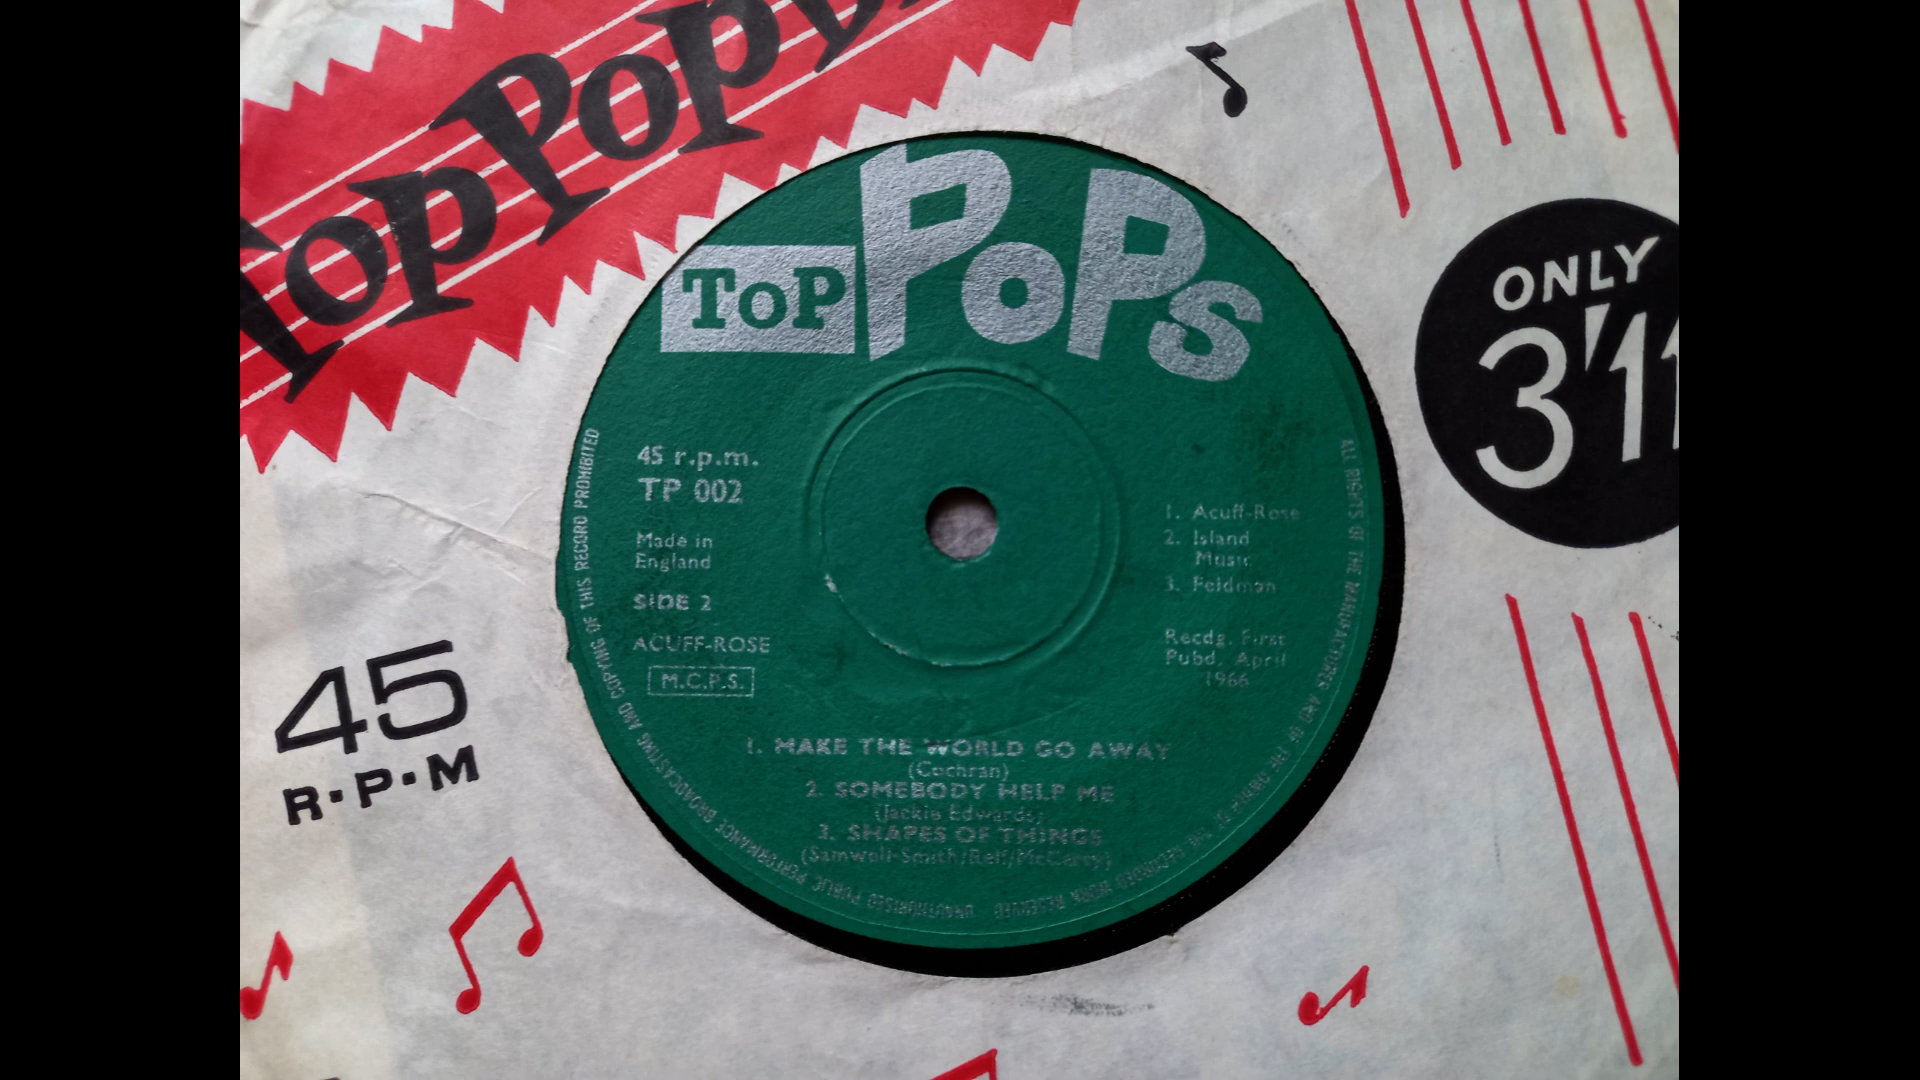 Top Pops
ONLY
3'11
ToP PoPs
45 r.p.m.
TP 002
Made in
England
SIDE 2
ACUFF-ROSE
M.C.P.S.
1. Acuff-Rose
2. Island
Music
3. Feldman
Recdg. First
Pubd. April
1966
1. MAKE THE WORLD GO AWAY
(Cochran)
2. SOMEBODY HELP ME
(Jackie Edwards)
3. SHAPES OF THINGS
(Samwell-Smith/Relf/McCarty)
ALL RIGHTS OF THE MANUFACTURER AND OF THE OWNER OF THE RECORDED WORK RESERVED
UNAUTHORISED PUBLIC PERFORMANCE BROADCASTING AND COPYING OF THIS RECORD PROHIBITED
45
R·P·M